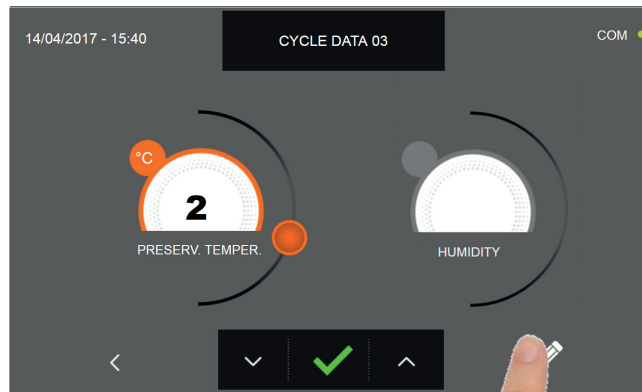 14/04/2017 - 15:40
CYCLE DATA 03
COM
°C
2
PRESERV. TEMPER.
HUMIDITY